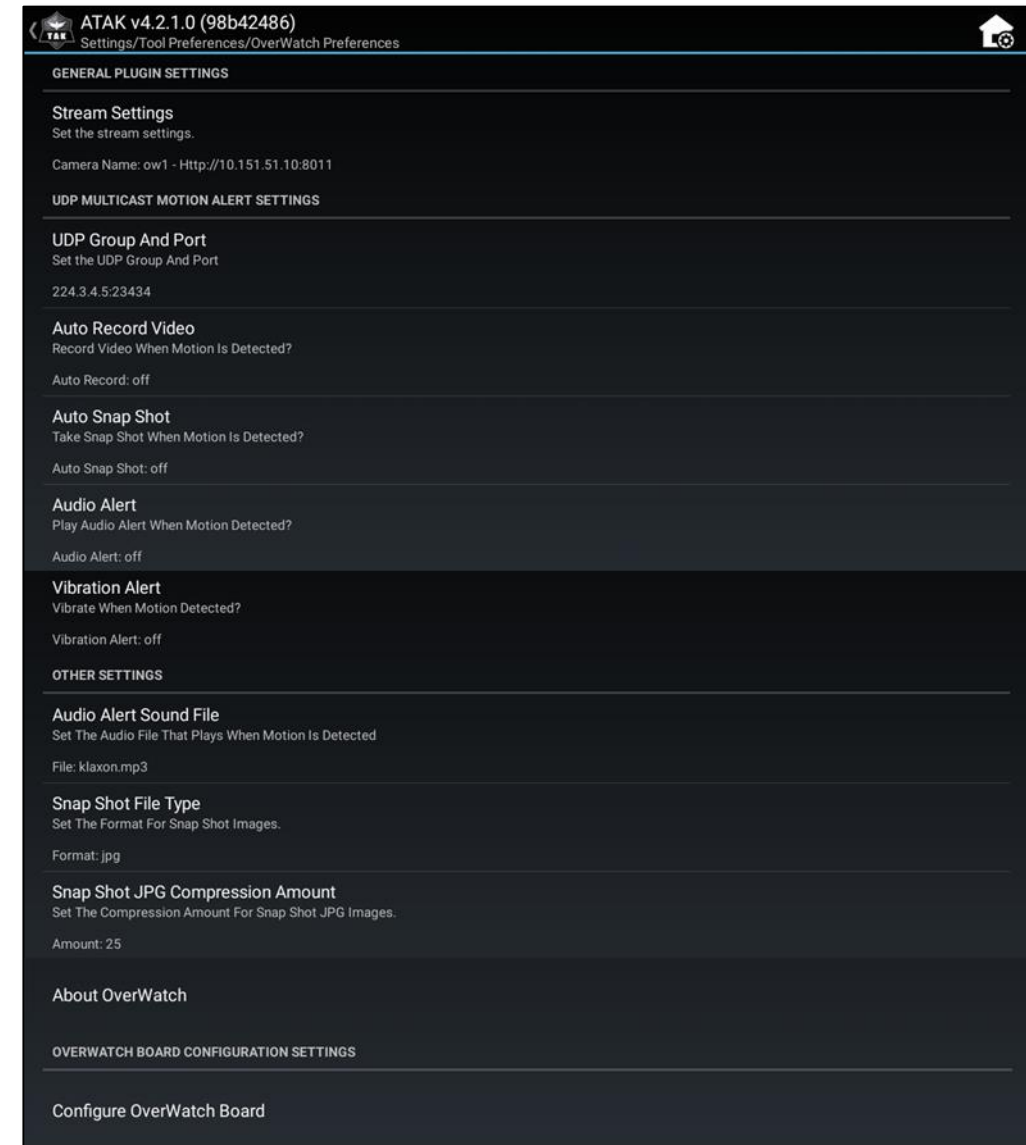 ATAK v4.2.1.0 (98b42486)
TAK
Settings/Tool Preferences/OverWatch Preferences
GENERAL PLUGIN SETTINGS
Stream Settings
Set the stream settings.
Camera Name: ow1 - Http://10.151.51.10:8011
UDP MULTICAST MOTION ALERT SETTINGS
UDP Group And Port
Set the UDP Group And Port
224.3.4.5:23434
Auto Record Video
Record Video When Motion Is Detected?
Auto Record: off
Auto Snap Shot
Take Snap Shot When Motion Is Detected?
Auto Snap Shot: off
Audio Alert
Play Audio Alert When Motion Detected?
Audio Alert: off
Vibration Alert
Vibrate When Motion Detected?
Vibration Alert: off
OTHER SETTINGS
Audio Alert Sound File
Set The Audio File That Plays When Motion Is Detected
File: klaxon.mp3
Snap Shot File Type
Set The Format For Snap Shot Images.
Format: jpg
Snap Shot JPG Compression Amount
Set The Compression Amount For Snap Shot JPG Images.
Amount: 25
About OverWatch
OVERWATCH BOARD CONFIGURATION SETTINGS
Configure OverWatch Board